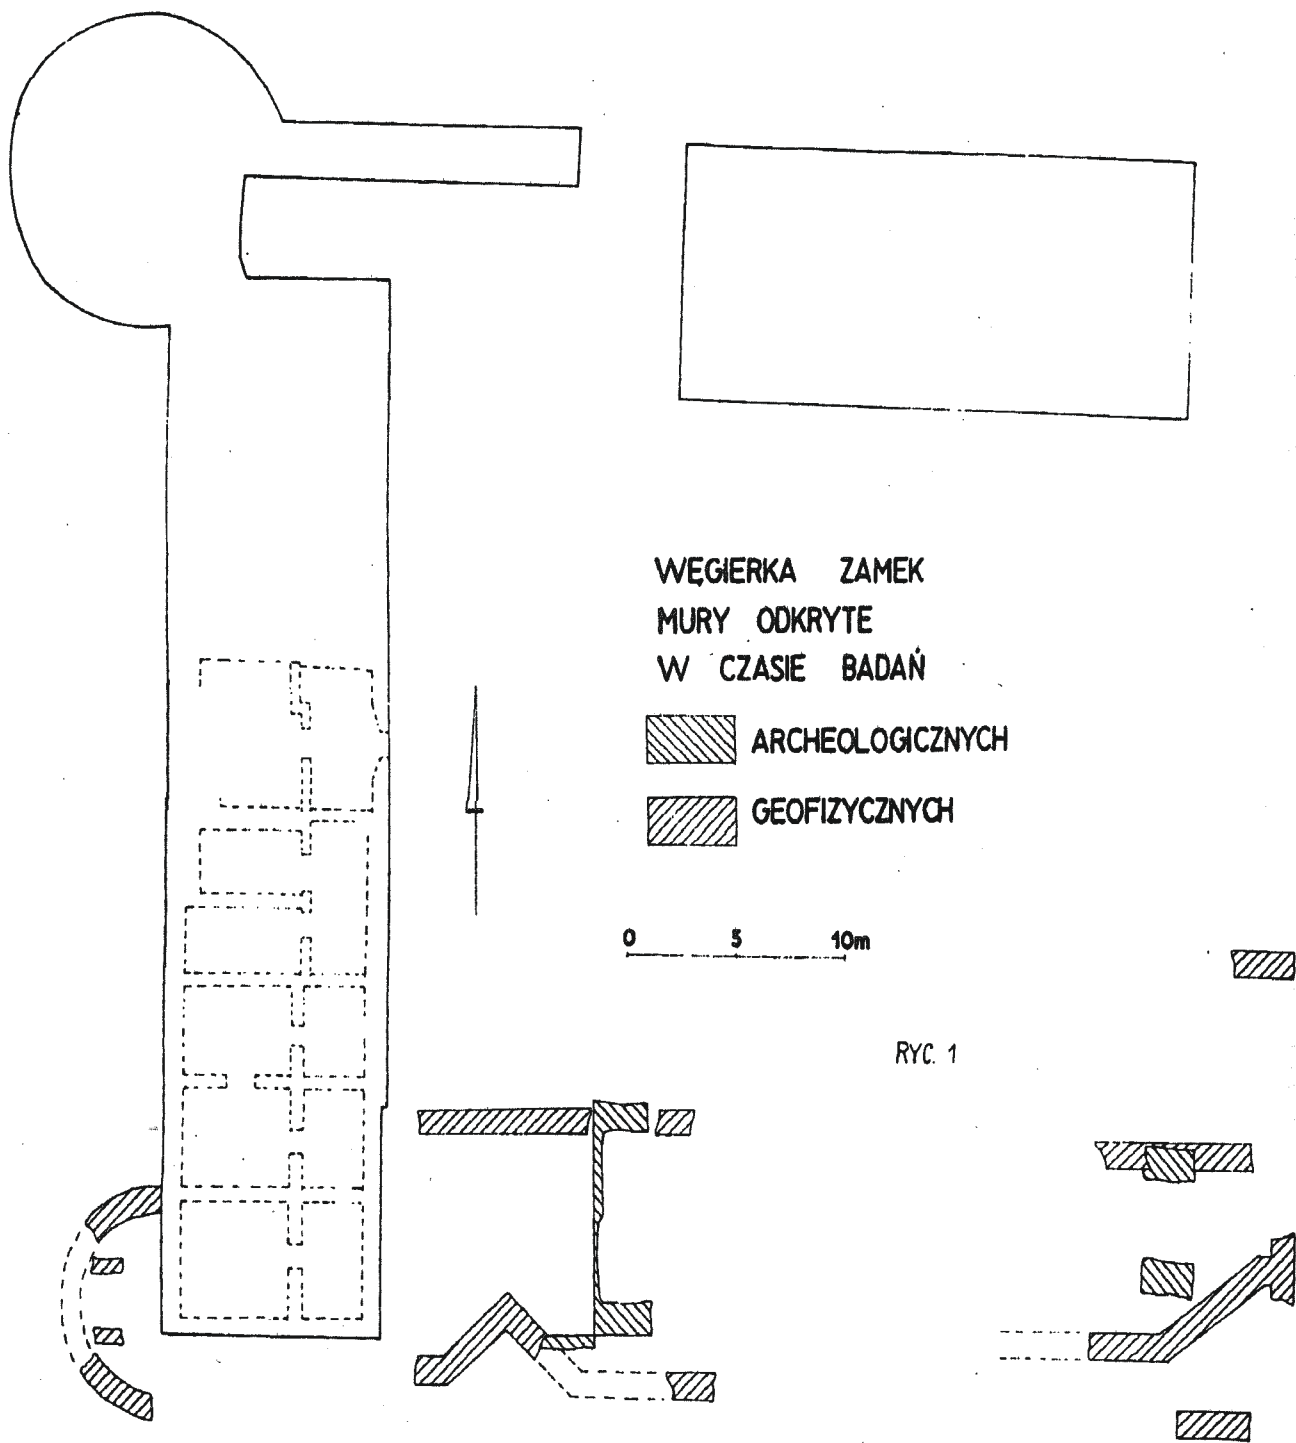 WĘGIERKA ZAMEK
MURY ODKRYTE
W CZASIE BADAŃ
ARCHEOLOGICZNYCH
GEOFIZYCZNYCH
0 5 10m
RYC. 1